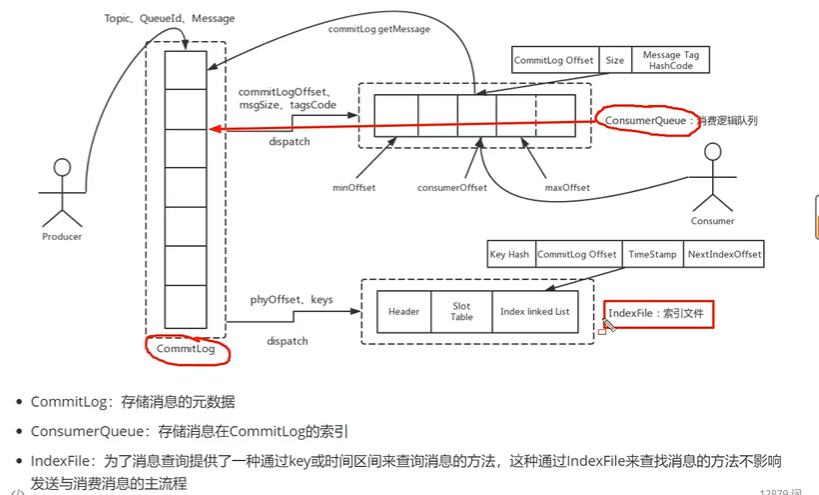 Topic、QueueId、Message
commitLog.getMessage
CommitLog Offset
Size
Message Tag
HashCode
commitLogOffset、
msgSize、tagsCode
dispatch
ConsumerQueue：消费逻辑队列
minOffset
consumerOffset
maxOffset
Producer
Consumer
Key Hash
CommitLog Offset
TimeStamp
NextIndexOffset
phyOffset、keys
dispatch
Header
Slot
Table
Index linked List
IndexFile：索引文件
CommitLog
CommitLog：存储消息的元数据
ConsumerQueue：存储消息在CommitLog的索引
IndexFile：为了消息查询提供了一种通过key或时间区间来查询消息的方法，这种通过IndexFile来查找消息的方法不影响
发送与消费消息的主流程